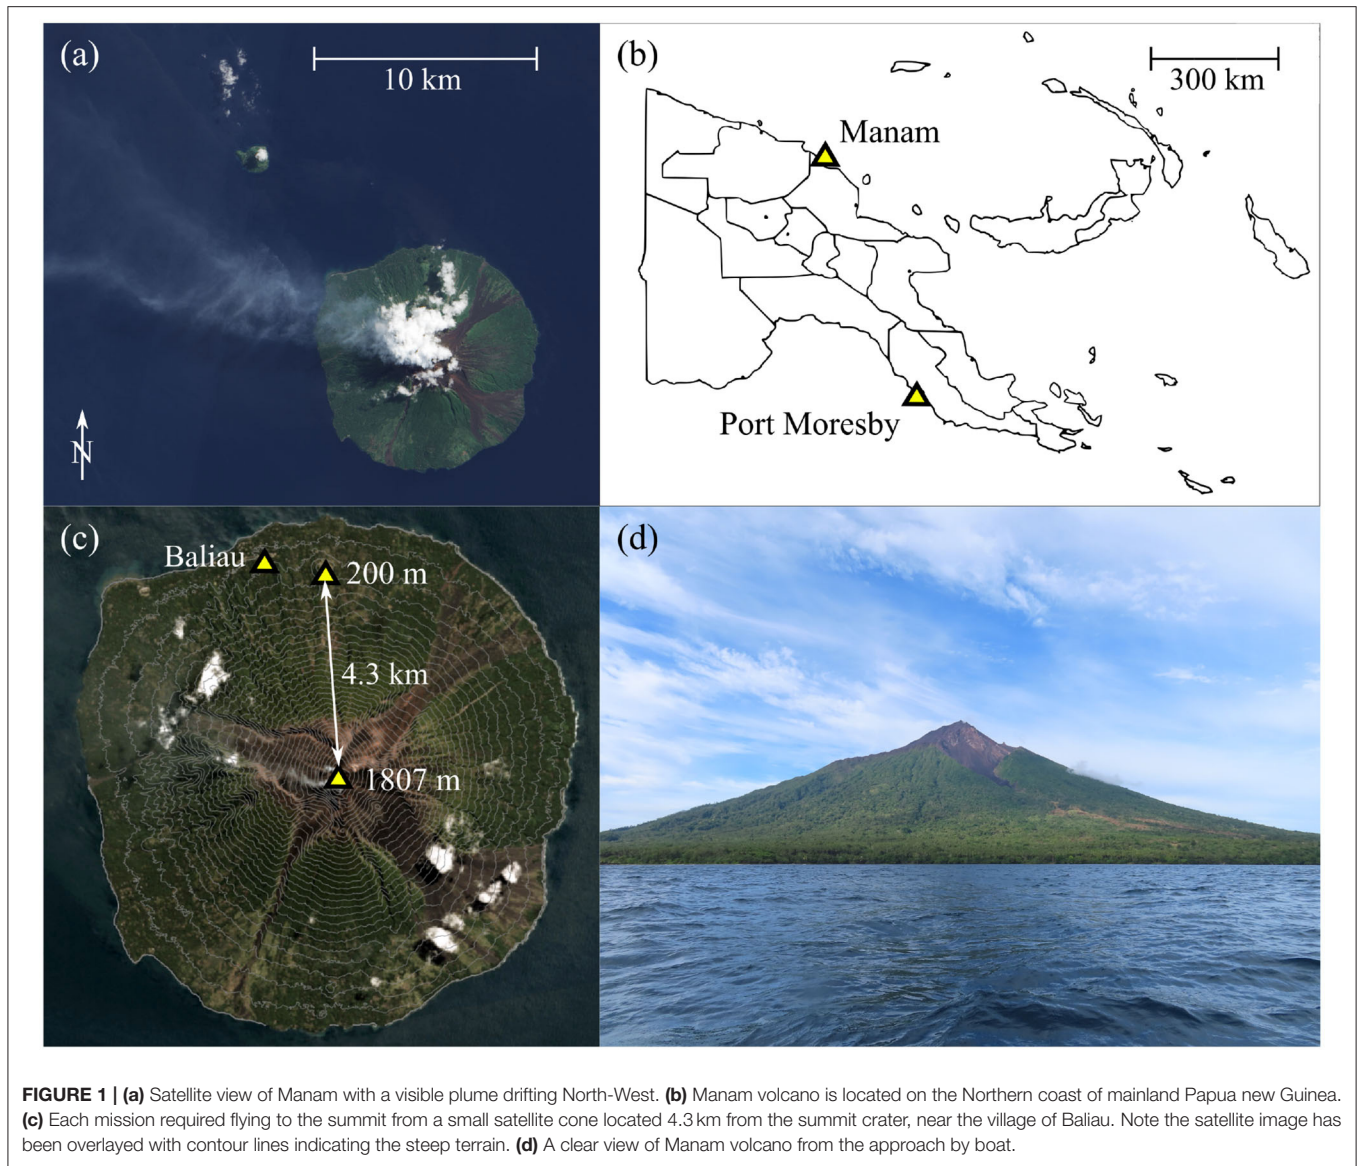 (a)
10 km
N
(b)
300 km
Manam
Port Moresby
(c)
Baliau
200 m
4.3 km
1807 m
(d)
FIGURE 1 | (a) Satellite view of Manam with a visible plume drifting North-West. (b) Manam volcano is located on the Northern coast of mainland Papua new Guinea.
(c) Each mission required flying to the summit from a small satellite cone located 4.3 km from the summit crater, near the village of Baliau. Note the satellite image has
been overlayed with contour lines indicating the steep terrain. (d) A clear view of Manam volcano from the approach by boat.